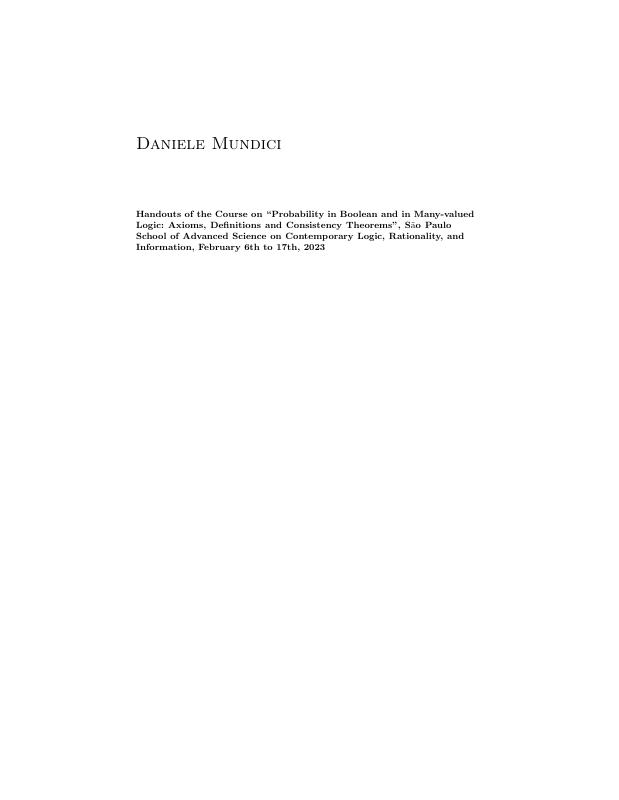 DANIELE MUNDICI
Handouts of the Course on “Probability in Boolean and in Many-valued
Logic: Axioms, Definitions and Consistency Theorems”, São Paulo
School of Advanced Science on Contemporary Logic, Rationality, and
Information, February 6th to 17th, 2023